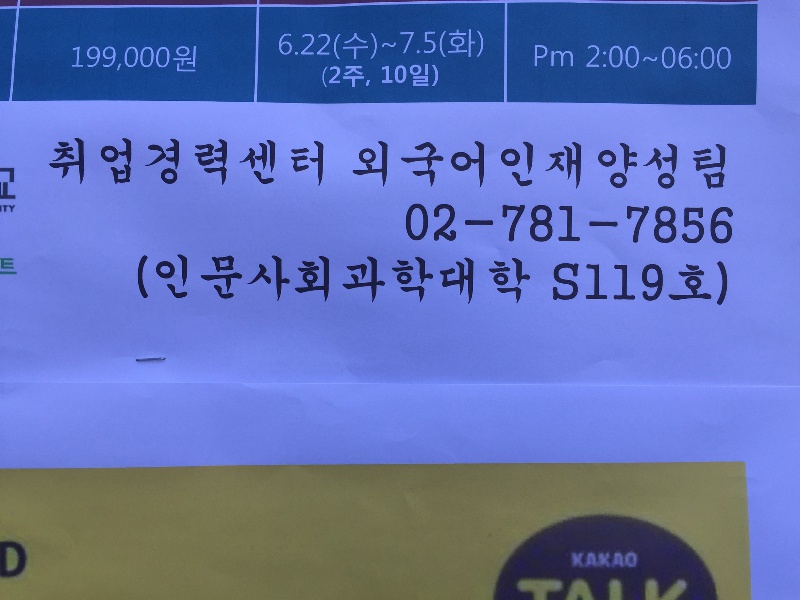 199,000원
6.22(수)~7.5(화)
(2주, 10일)
Pm 2:00~06:00
취업경력센터 외국어인재양성팀
02-781-7856
(인문사회과학대학 S119호)
교
ITY
트
D
KAKAO
TALK